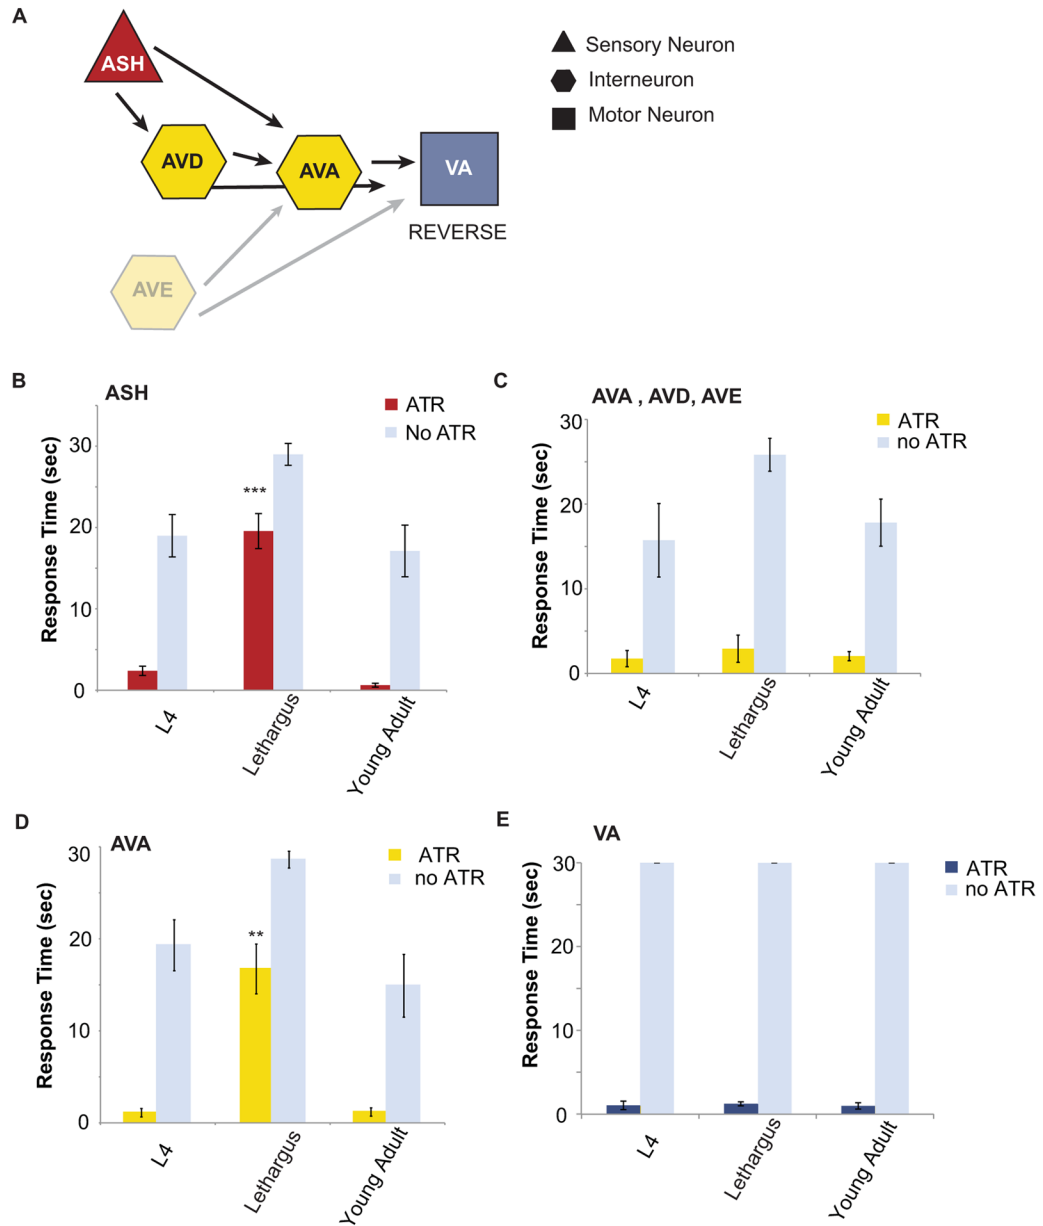 A
ASH
Sensory Neuron
Interneuron
Motor Neuron
AVD
AVA
VA
REVERSE
AVE
B
ASH
ATR
No ATR
Response Time (sec)
30
20
10
0
L4
Lethargus
Young Adult
***
C
AVA , AVD, AVE
ATR
no ATR
Response Time (sec)
30
20
10
0
L4
Lethargus
Young Adult
D
AVA
ATR
no ATR
Response Time (sec)
30
20
10
0
L4
Lethargus
Young Adult
**
E
VA
ATR
no ATR
Response Time (sec)
30
20
10
0
L4
Lethargus
Young Adult